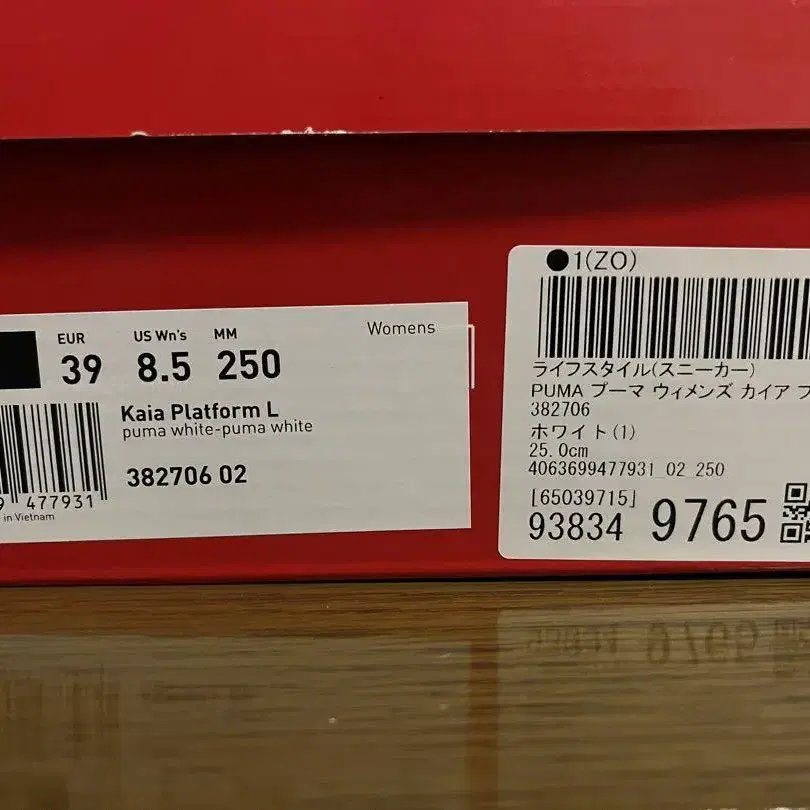 EUR US Wn's MM Womens
39 8.5 250
Kaia Platform L
puma white-puma white
382706 02
9 477931
in Vietnam
●1(ZO)
ライフスタイル(スニーカー)
PUMA プーマ ウィメンズ カイア
382706
ホワイト(1)
25.0cm
4063699477931_02_250
[65039715]
93834 9765